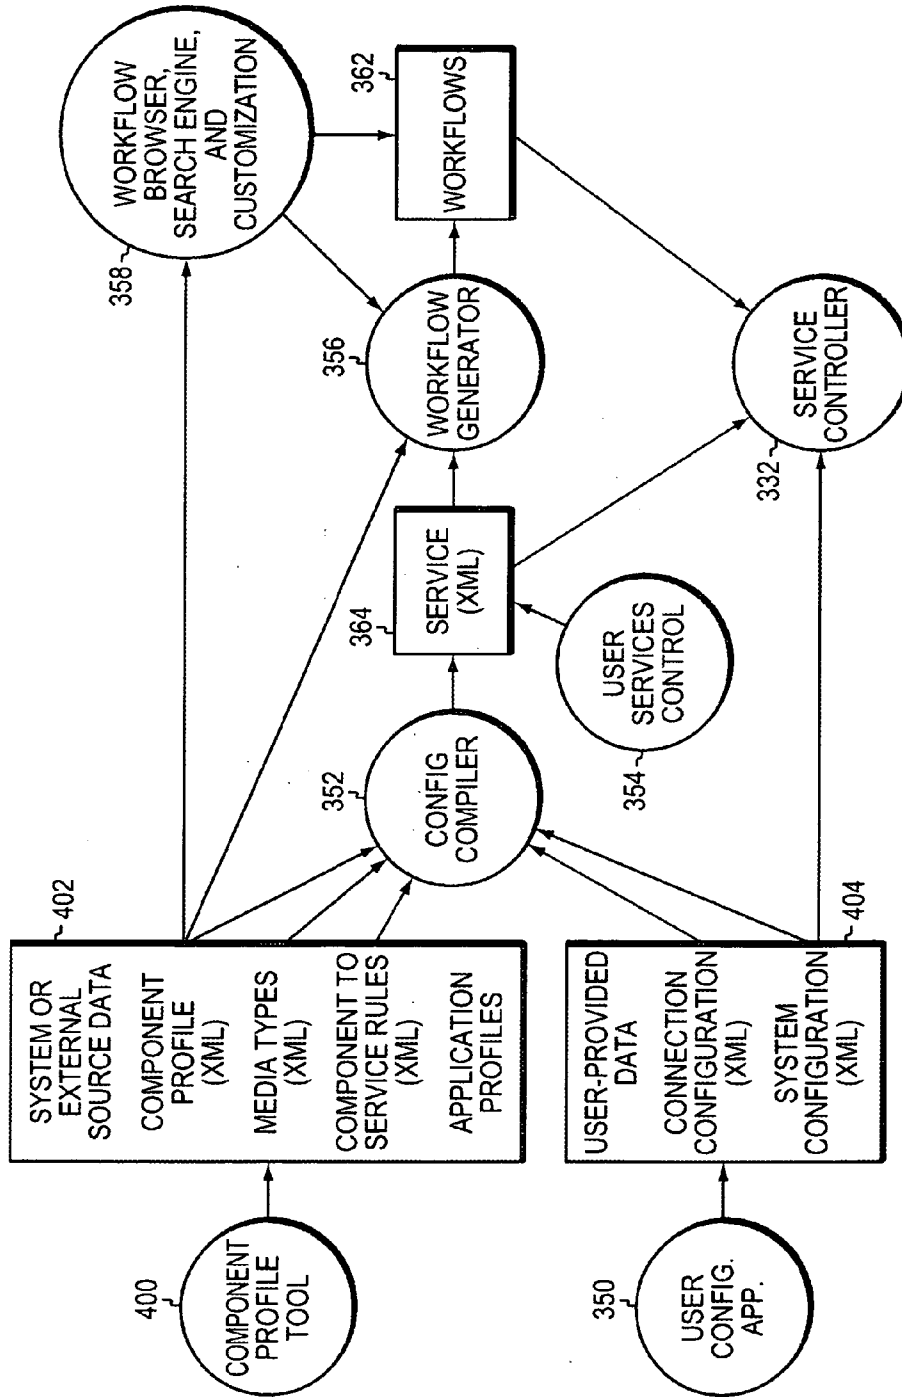 400
COMPONENT
PROFILE
TOOL
402
SYSTEM OR
EXTERNAL
SOURCE DATA
COMPONENT
PROFILE
(XML)
MEDIA TYPES
(XML)
COMPONENT TO
SERVICE RULES
(XML)
APPLICATION
PROFILES
350
USER
CONFIG.
APP.
404
USER-PROVIDED
DATA
CONNECTION
CONFIGURATION
(XML)
SYSTEM
CONFIGURATION
(XML)
352
CONFIG
COMPILER
354
USER
SERVICES
CONTROL
364
SERVICE
(XML)
356
WORKFLOW
GENERATOR
332
SERVICE
CONTROLLER
358
WORKFLOW
BROWSER,
SEARCH ENGINE,
AND
CUSTOMIZATION
362
WORKFLOWS